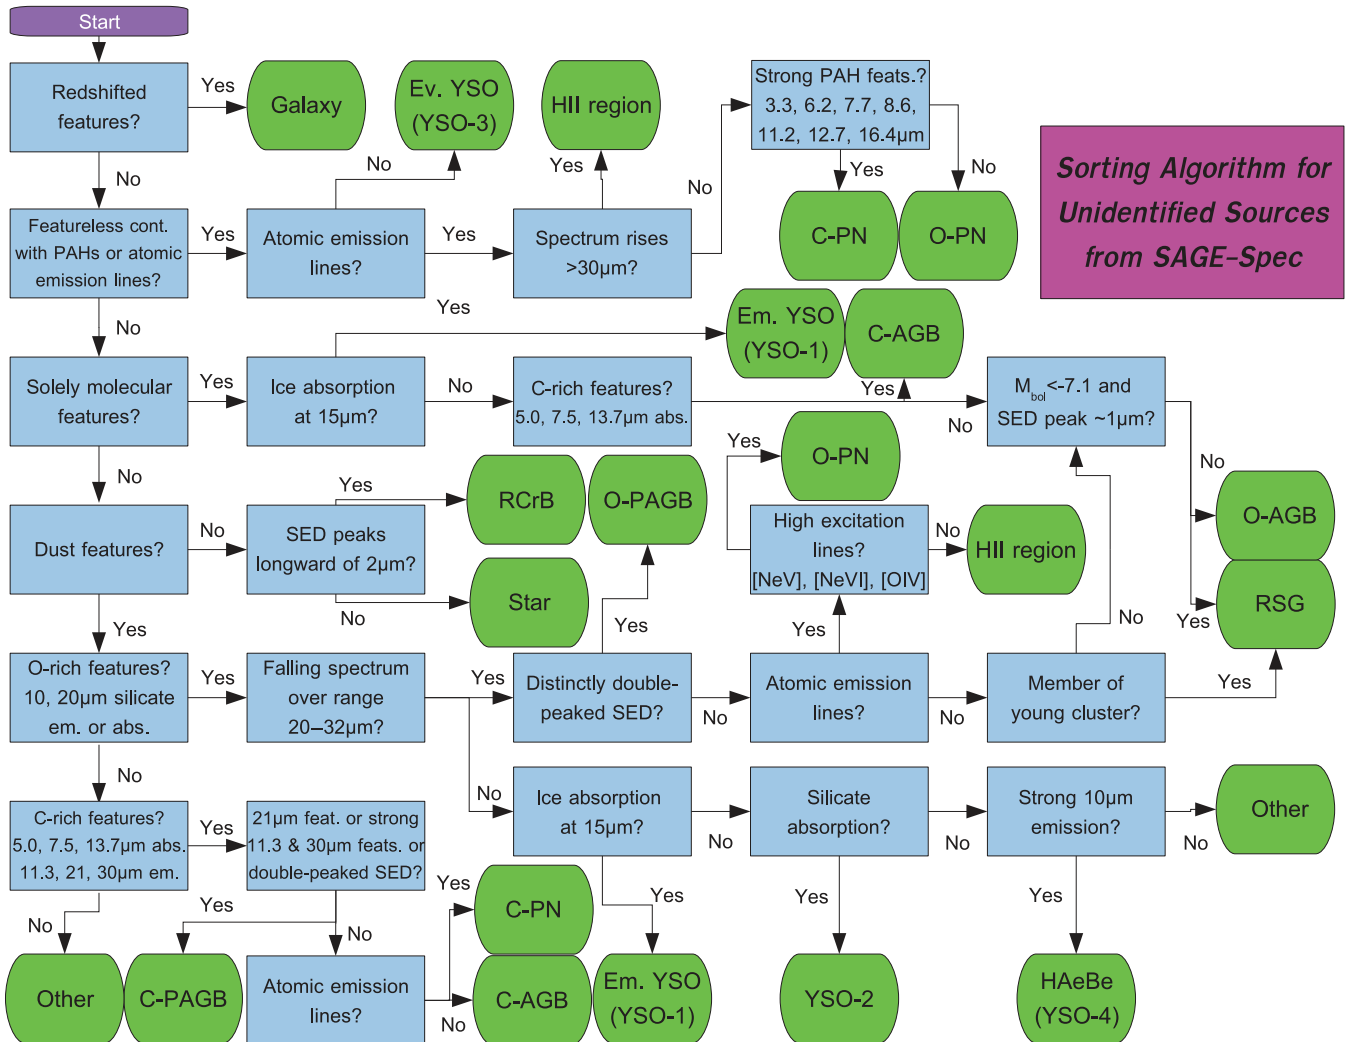 Start
Redshifted
features?
Yes
Galaxy
No
Ev. YSO
(YSO-3)
No
HII region
Yes
Strong PAH feats.?
3.3, 6.2, 7.7, 8.6,
11.2, 12.7, 16.4µm
Yes
No
No
C-PN
O-PN
Sorting Algorithm for
Unidentified Sources
from SAGE-Spec
Featureless cont.
with PAHs or atomic
emission lines?
Yes
Atomic emission
lines?
Yes
Spectrum rises
>30µm?
No
Yes
Em. YSO
(YSO-1)
C-AGB
Solely molecular
features?
Yes
Ice absorption
at 15µm?
No
C-rich features?
5.0, 7.5, 13.7µm abs.
Yes
No
Mbol<-7.1 and
SED peak ~1µm?
No
Yes
O-AGB
RSG
No
Dust features?
No
SED peaks
longward of 2µm?
Yes
RCrB
No
Star
O-PAGB
Yes
Yes
O-PN
High excitation
lines?
[NeV], [NeVI], [OIV]
No
HII region
Yes
No
Yes
O-rich features?
10, 20µm silicate
em. or abs.
Yes
Falling spectrum
over range
20–32µm?
Yes
Distinctly double-
peaked SED?
No
Atomic emission
lines?
No
Member of
young cluster?
Yes
No
No
Ice absorption
at 15µm?
No
Silicate
absorption?
No
Strong 10µm
emission?
No
Other
C-rich features?
5.0, 7.5, 13.7µm abs.
11.3, 21, 30µm em.
Yes
21µm feat. or strong
11.3 & 30µm feats. or
double-peaked SED?
No
Yes
No
Yes
C-PN
Yes
Yes
Yes
Other
C-PAGB
Atomic emission
lines?
No
C-AGB
Em. YSO
(YSO-1)
YSO-2
HAeBe
(YSO-4)